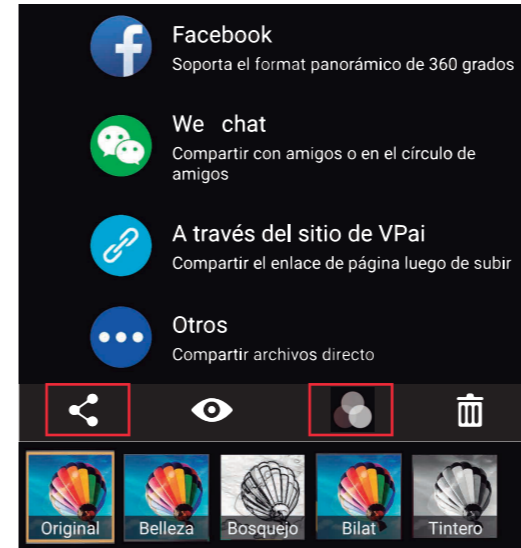 Facebook
Soporta el format panorámico de 360 grados
We chat
Compartir con amigos o en el círculo de
amigos
A través del sitio de VPai
Compartir el enlace de página luego de subir
Otros
Compartir archivos directo
Original Belleza Bosquejo Bilat Tintero